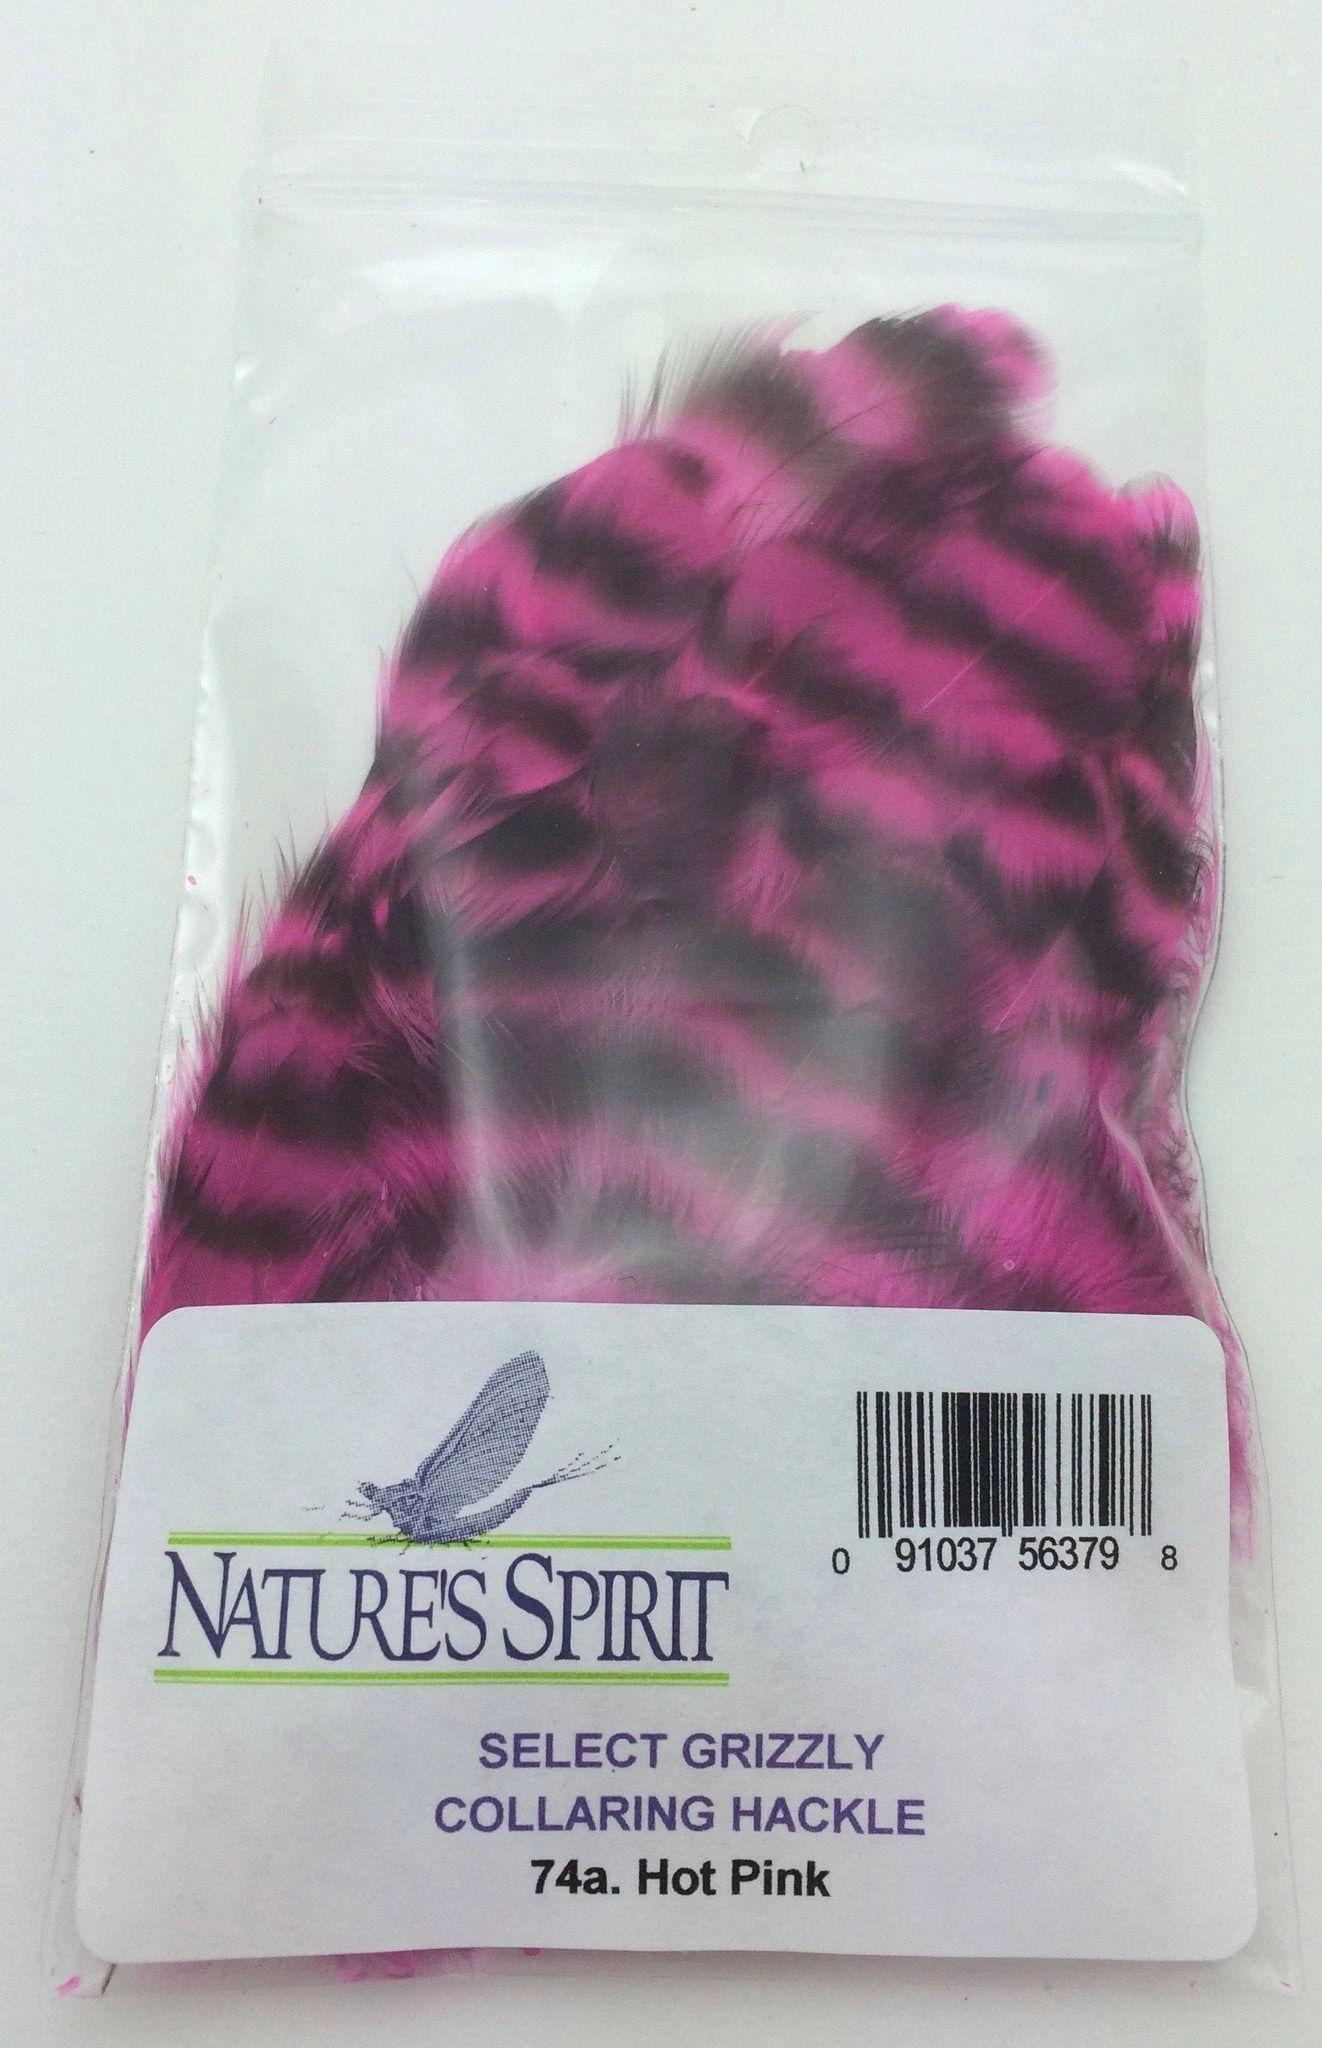 NATURE'S SPIRIT
0 91037 56379 8
SELECT GRIZZLY
COLLARING HACKLE
74a. Hot Pink